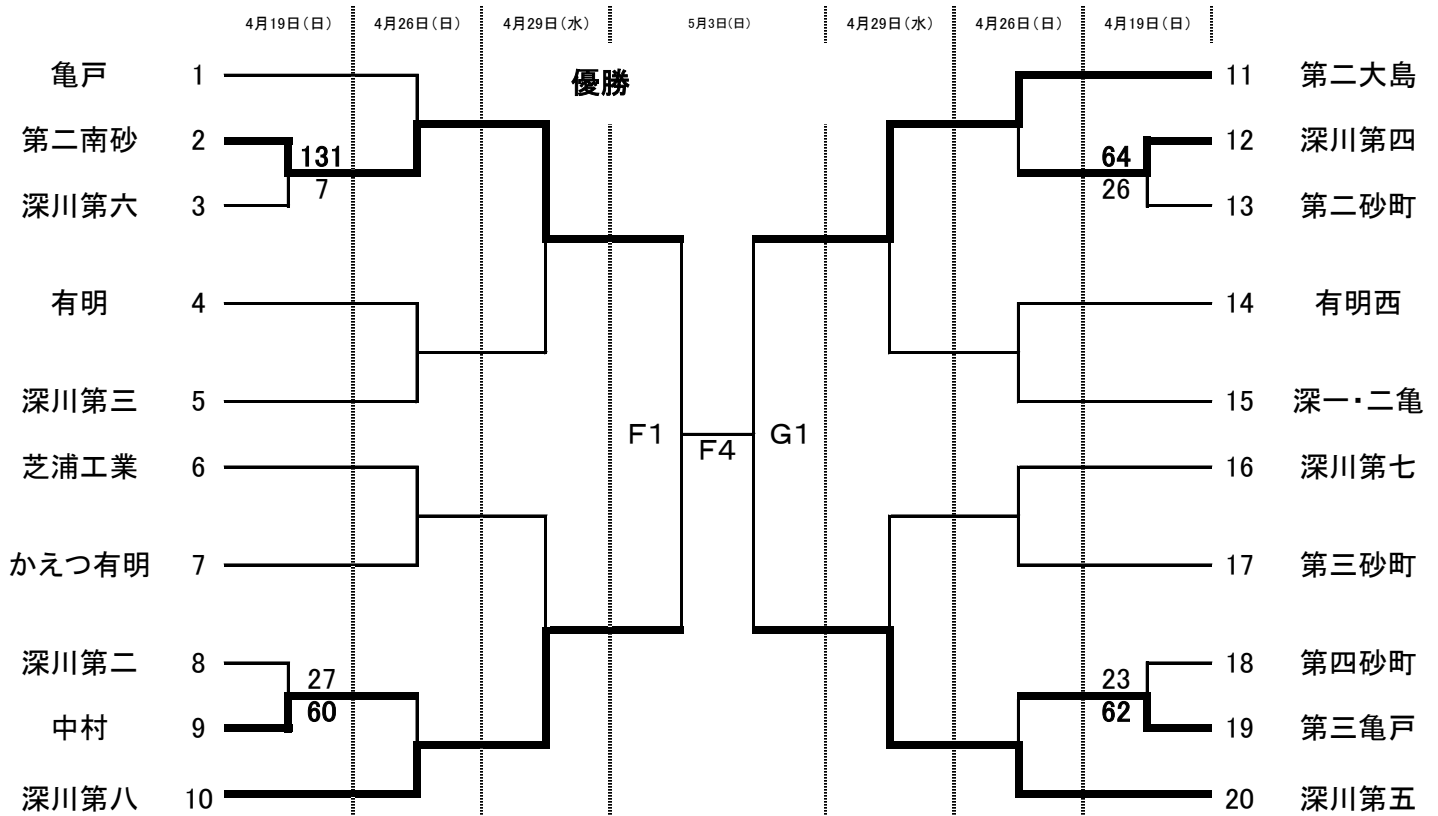 4月19日(日) 4月26日(日) 4月29日(水) 5月3日(日) 4月29日(水) 4月26日(日) 4月19日(日)
優勝
亀戸 1
第二南砂 2
131
7
深川第六 3
有明 4
深川第三 5
芝浦工業 6
かえつ有明 7
深川第二 8
27
60
中村 9
深川第八 10
F1
F4
G1
11 第二大島
12 深川第四
64
26
13 第二砂町
14 有明西
15 深一・二亀
16 深川第七
17 第三砂町
18 第四砂町
23
62
19 第三亀戸
20 深川第五